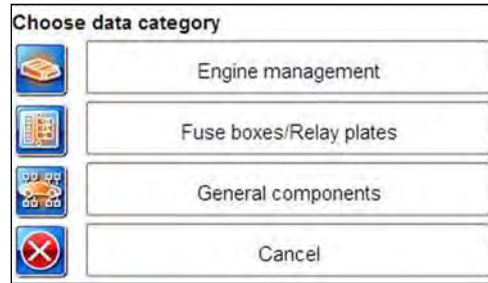 Choose data category
Engine management
Fuse boxes/Relay plates
General components
Cancel